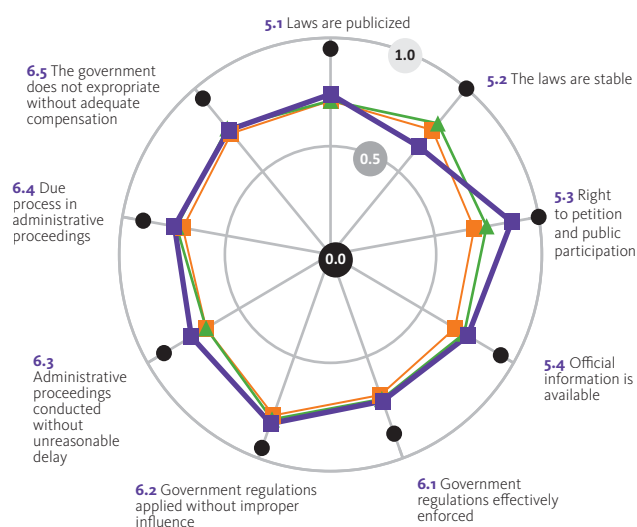 5.1 Laws are publicized
1.0
5.2 The laws are stable
0.5
5.3 Right
to petition
and public
participation
0.0
5.4 Official
information is
available
6.1 Government
regulations effectively
enforced
6.2 Government regulations
applied without improper
influence
6.3
Administrative
proceedings
conducted
without
unreasonable
delay
6.4 Due
process in
administrative
proceedings
6.5 The government
does not expropriate
without adequate
compensation